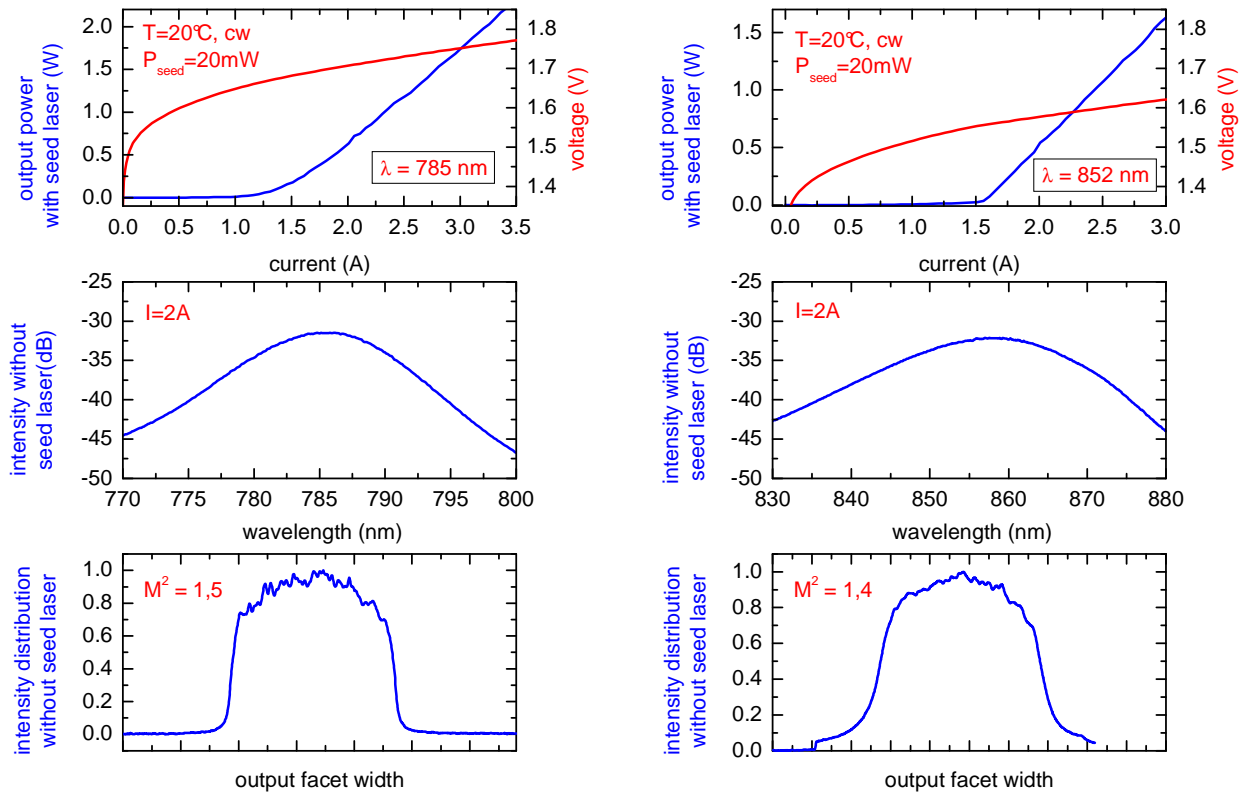 output power
with seed laser (W)
2.0
1.5
1.0
0.5
0.0
T=20°C, cw
P_seed=20mW
λ = 785 nm
1.8
1.7
1.6
1.5
1.4
voltage (V)
0.0 0.5 1.0 1.5 2.0 2.5 3.0 3.5
current (A)
output power
with seed laser (W)
1.5
1.0
0.5
0.0
T=20°C, cw
P_seed=20mW
λ = 852 nm
1.8
1.7
1.6
1.5
1.4
voltage (V)
0.0 0.5 1.0 1.5 2.0 2.5 3.0
current (A)
intensity without
seed laser(dB)
-25
-30
-35
-40
-45
-50
I=2A
770 775 780 785 790 795 800
wavelength (nm)
intensity without
seed laser (dB)
-25
-30
-35
-40
-45
-50
I=2A
830 840 850 860 870 880
wavelength (nm)
intensity distribution
without seed laser
1.0
0.8
0.6
0.4
0.2
0.0
M² = 1,5
output facet width
intensity distribution
without seed laser
1.0
0.8
0.6
0.4
0.2
0.0
M² = 1,4
output facet width